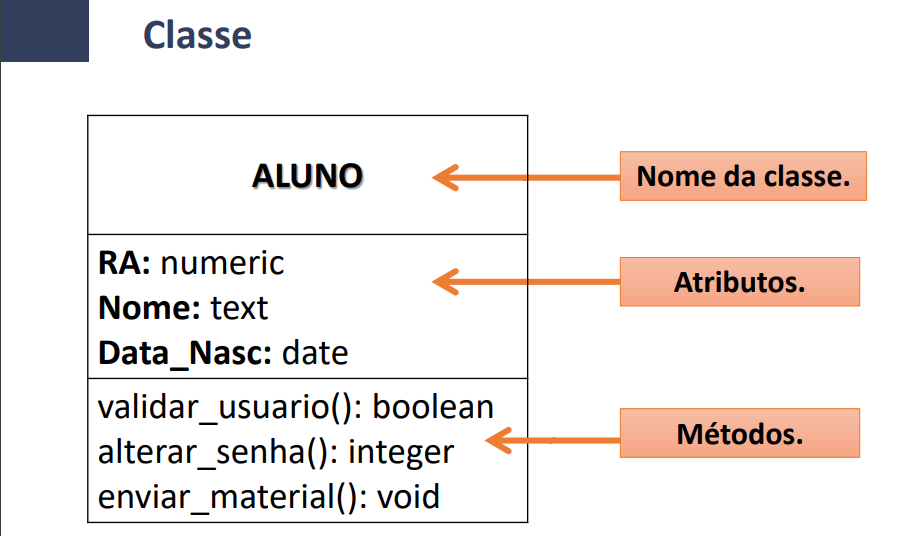 Classe
ALUNO
Nome da classe.
RA: numeric
Nome: text
Data_Nasc: date
Atributos.
validar_usuario(): boolean
alterar_senha(): integer
enviar_material(): void
Métodos.